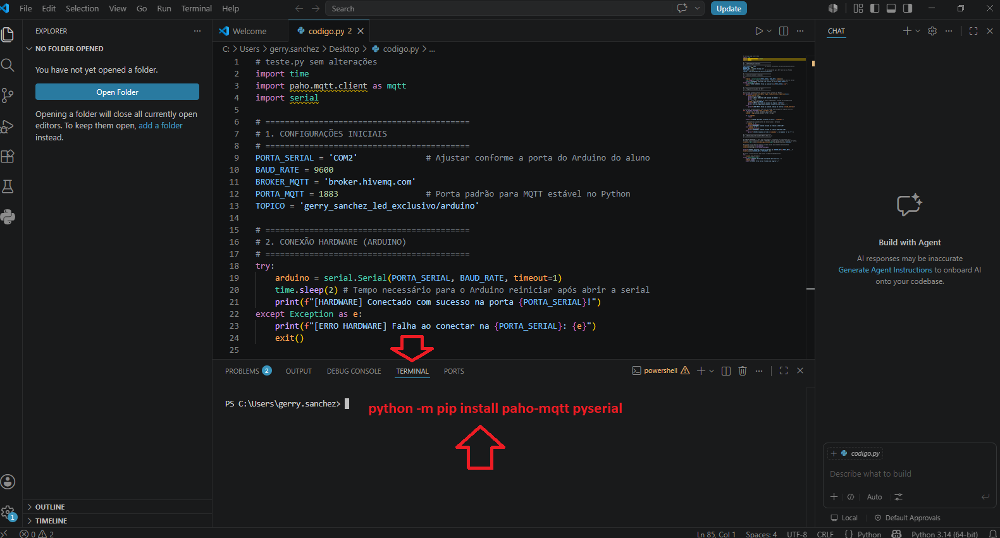 File Edit Selection View Go Run Terminal Help
Search
Update
EXPLORER
NO FOLDER OPENED
You have not yet opened a folder.
Open Folder
Opening a folder will close all currently open
editors. To keep them open, add a folder
instead.
OUTLINE
TIMELINE
Welcome
codigo.py 2
C: > Users > gerry.sanchez > Desktop > codigo.py > ...
1 # teste.py sem alterações
2 import time
3 import paho.mqtt.client as mqtt
4 import serial
5
6 # ==========================================
7 # 1. CONFIGURAÇÕES INICIAIS
8 # ==========================================
9 PORTA_SERIAL = 'COM2' # Ajustar conforme a porta do Arduino do aluno
10 BAUD_RATE = 9600
11 BROKER_MQTT = 'broker.hivemq.com'
12 PORTA_MQTT = 1883 # Porta padrão para MQTT estável no Python
13 TOPICO = 'gerry_sanchez_led_exclusivo/arduino'
14
15 # ==========================================
16 # 2. CONEXÃO HARDWARE (ARDUINO)
17 # ==========================================
18 try:
19 arduino = serial.Serial(PORTA_SERIAL, BAUD_RATE, timeout=1)
20 time.sleep(2) # Tempo necessário para o Arduino reiniciar após abrir a serial
21 print(f"[HARDWARE] Conectado com sucesso na porta {PORTA_SERIAL}!")
22 except Exception as e:
23 print(f"[ERRO HARDWARE] Falha ao conectar na {PORTA_SERIAL}: {e}")
24 exit()
25
PROBLEMS 2 OUTPUT DEBUG CONSOLE TERMINAL PORTS
powershell
PS C:\Users\gerry.sanchez>
python -m pip install paho-mqtt pyserial
CHAT
Build with Agent
AI responses may be inaccurate
Generate Agent Instructions to onboard AI
onto your codebase.
codigo.py
Describe what to build
Auto
Local Default Approvals
1
0 2
Ln 85, Col 1 Spaces: 4 UTF-8 CRLF { } Python Python 3.14 (64-bit)